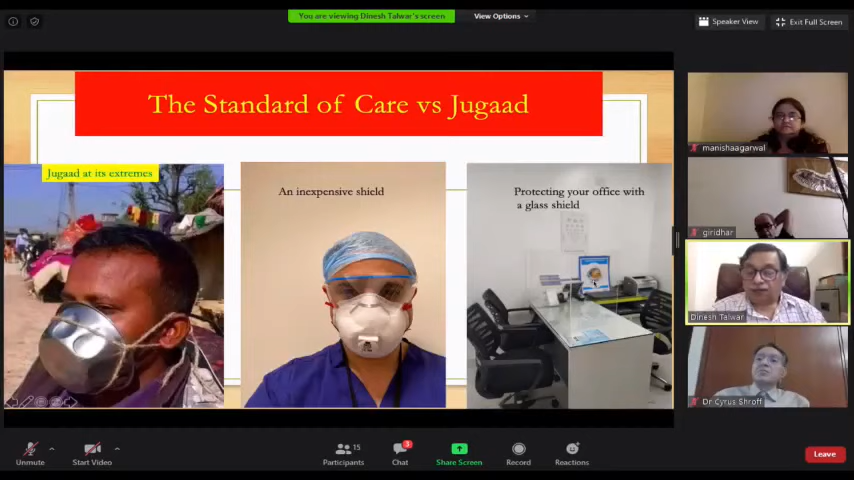 You are viewing Dinesh Talwar's screen
View Options
Speaker View
Exit Full Screen
The Standard of Care vs Jugaad
Jugaad at its extremes
An inexpensive shield
Protecting your office with
a glass shield
manishaagarwal
giridhar
Dinesh Talwar
Dr Cyrus Shroff
Unmute
Start Video
Participants
15
Chat
3
Share Screen
Record
Reactions
Leave